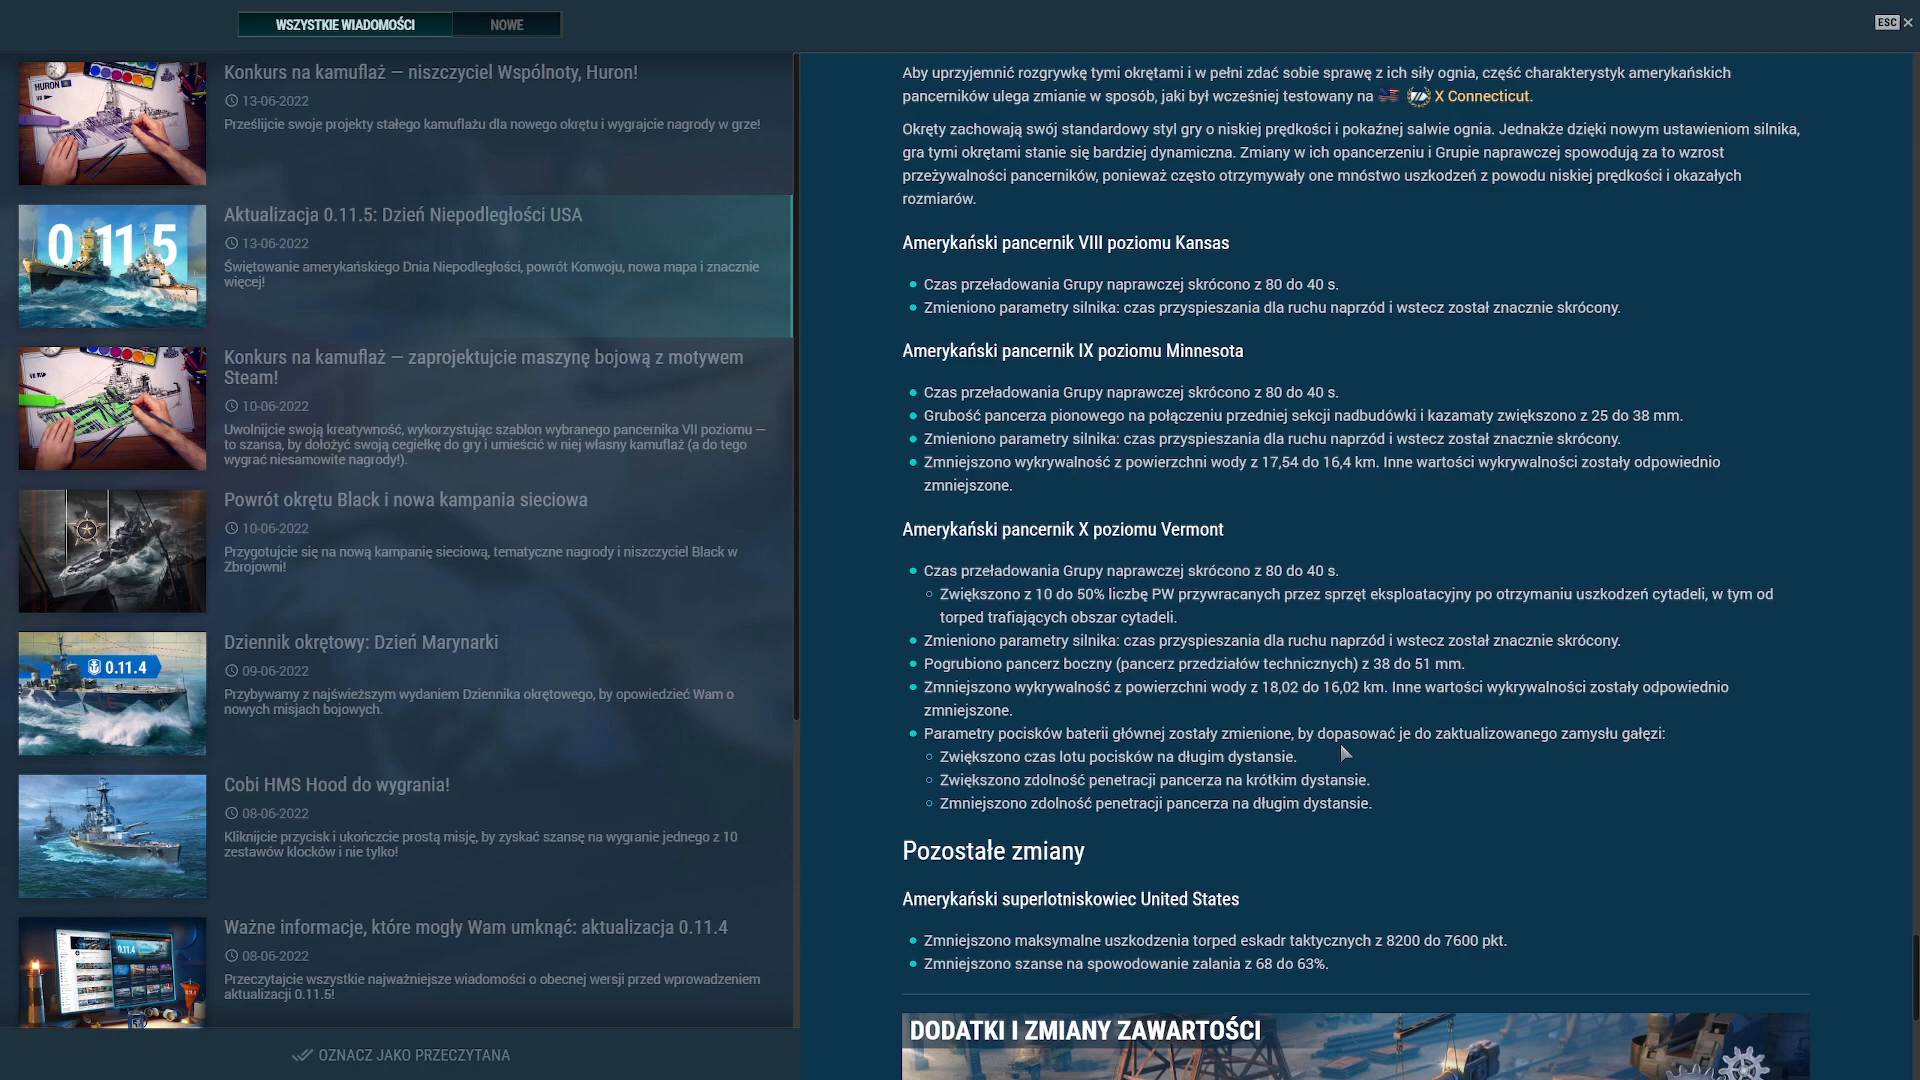 WSZYSTKIE WIADOMOŚCI
NOWE
ESC
Konkurs na kamuflaż — niszczyciel Wspólnoty, Huron!
13-06-2022
Prześlijcie swoje projekty stałego kamuflażu dla nowego okrętu i wygrajcie nagrody w grze!
HURON
VII
0.11.5
Aktualizacja 0.11.5: Dzień Niepodległości USA
13-06-2022
Świętowanie amerykańskiego Dnia Niepodległości, powrót Konwoju, nowa mapa i znacznie
więcej!
Konkurs na kamuflaż — zaprojektujcie maszynę bojową z motywem
Steam!
10-06-2022
Uwolnijcie swoją kreatywność, wykorzystując szablon wybranego pancernika VII poziomu —
to szansa, by dołożyć swoją cegiełkę do gry i umieścić w niej własny kamuflaż (a do tego
wygrać niesamowite nagrody!).
Powrót okrętu Black i nowa kampania sieciowa
10-06-2022
Przygotujcie się na nową kampanię sieciową, tematyczne nagrody i niszczyciel Black w
Zbrojowni!
0.11.4
Dziennik okrętowy: Dzień Marynarki
09-06-2022
Przybywamy z najświeższym wydaniem Dziennika okrętowego, by opowiedzieć Wam o
nowych misjach bojowych.
Cobi HMS Hood do wygrania!
08-06-2022
Kliknijcie przycisk i ukończcie prostą misję, by zyskać szansę na wygranie jednego z 10
zestawów klocków i nie tylko!
Ważne informacje, które mogły Wam umknąć: aktualizacja 0.11.4
08-06-2022
Przeczytajcie wszystkie najważniejsze wiadomości o obecnej wersji przed wprowadzeniem
aktualizacji 0.11.5!
OZNACZ JAKO PRZECZYTANA
Aby uprzyjemnić rozgrywkę tymi okrętami i w pełni zdać sobie sprawę z ich siły ognia, część charakterystyk amerykańskich
pancerników ulega zmianie w sposób, jaki był wcześniej testowany na X Connecticut.
Okręty zachowają swój standardowy styl gry o niskiej prędkości i pokaźnej salwie ognia. Jednakże dzięki nowym ustawieniom silnika,
gra tymi okrętami stanie się bardziej dynamiczna. Zmiany w ich opancerzeniu i Grupie naprawczej spowodują za to wzrost
przeżywalności pancerników, ponieważ często otrzymywały one mnóstwo uszkodzeń z powodu niskiej prędkości i okazałych
rozmiarów.
Amerykański pancernik VIII poziomu Kansas
Czas przeładowania Grupy naprawczej skrócono z 80 do 40 s.
Zmieniono parametry silnika: czas przyspieszania dla ruchu naprzód i wstecz został znacznie skrócony.
Amerykański pancernik IX poziomu Minnesota
Czas przeładowania Grupy naprawczej skrócono z 80 do 40 s.
Grubość pancerza pionowego na połączeniu przedniej sekcji nadbudówki i kazamaty zwiększono z 25 do 38 mm.
Zmieniono parametry silnika: czas przyspieszania dla ruchu naprzód i wstecz został znacznie skrócony.
Zmniejszono wykrywalność z powierzchni wody z 17,54 do 16,4 km. Inne wartości wykrywalności zostały odpowiednio
zmniejszone.
Amerykański pancernik X poziomu Vermont
Czas przeładowania Grupy naprawczej skrócono z 80 do 40 s.
Zwiększono z 10 do 50% liczbę PW przywracanych przez sprzęt eksploatacyjny po otrzymaniu uszkodzeń cytadeli, w tym od
torped trafiających obszar cytadeli.
Zmieniono parametry silnika: czas przyspieszania dla ruchu naprzód i wstecz został znacznie skrócony.
Pogrubiono pancerz boczny (pancerz przedziałów technicznych) z 38 do 51 mm.
Zmniejszono wykrywalność z powierzchni wody z 18,02 do 16,02 km. Inne wartości wykrywalności zostały odpowiednio
zmniejszone.
Parametry pocisków baterii głównej zostały zmienione, by dopasować je do zaktualizowanego zamysłu gałęzi:
Zwiększono czas lotu pocisków na długim dystansie.
Zwiększono zdolność penetracji pancerza na krótkim dystansie.
Zmniejszono zdolność penetracji pancerza na długim dystansie.
Pozostałe zmiany
Amerykański superlotniskowiec United States
Zmniejszono maksymalne uszkodzenia torped eskadr taktycznych z 8200 do 7600 pkt.
Zmniejszono szanse na spowodowanie zalania z 68 do 63%.
DODATKI I ZMIANY ZAWARTOŚCI